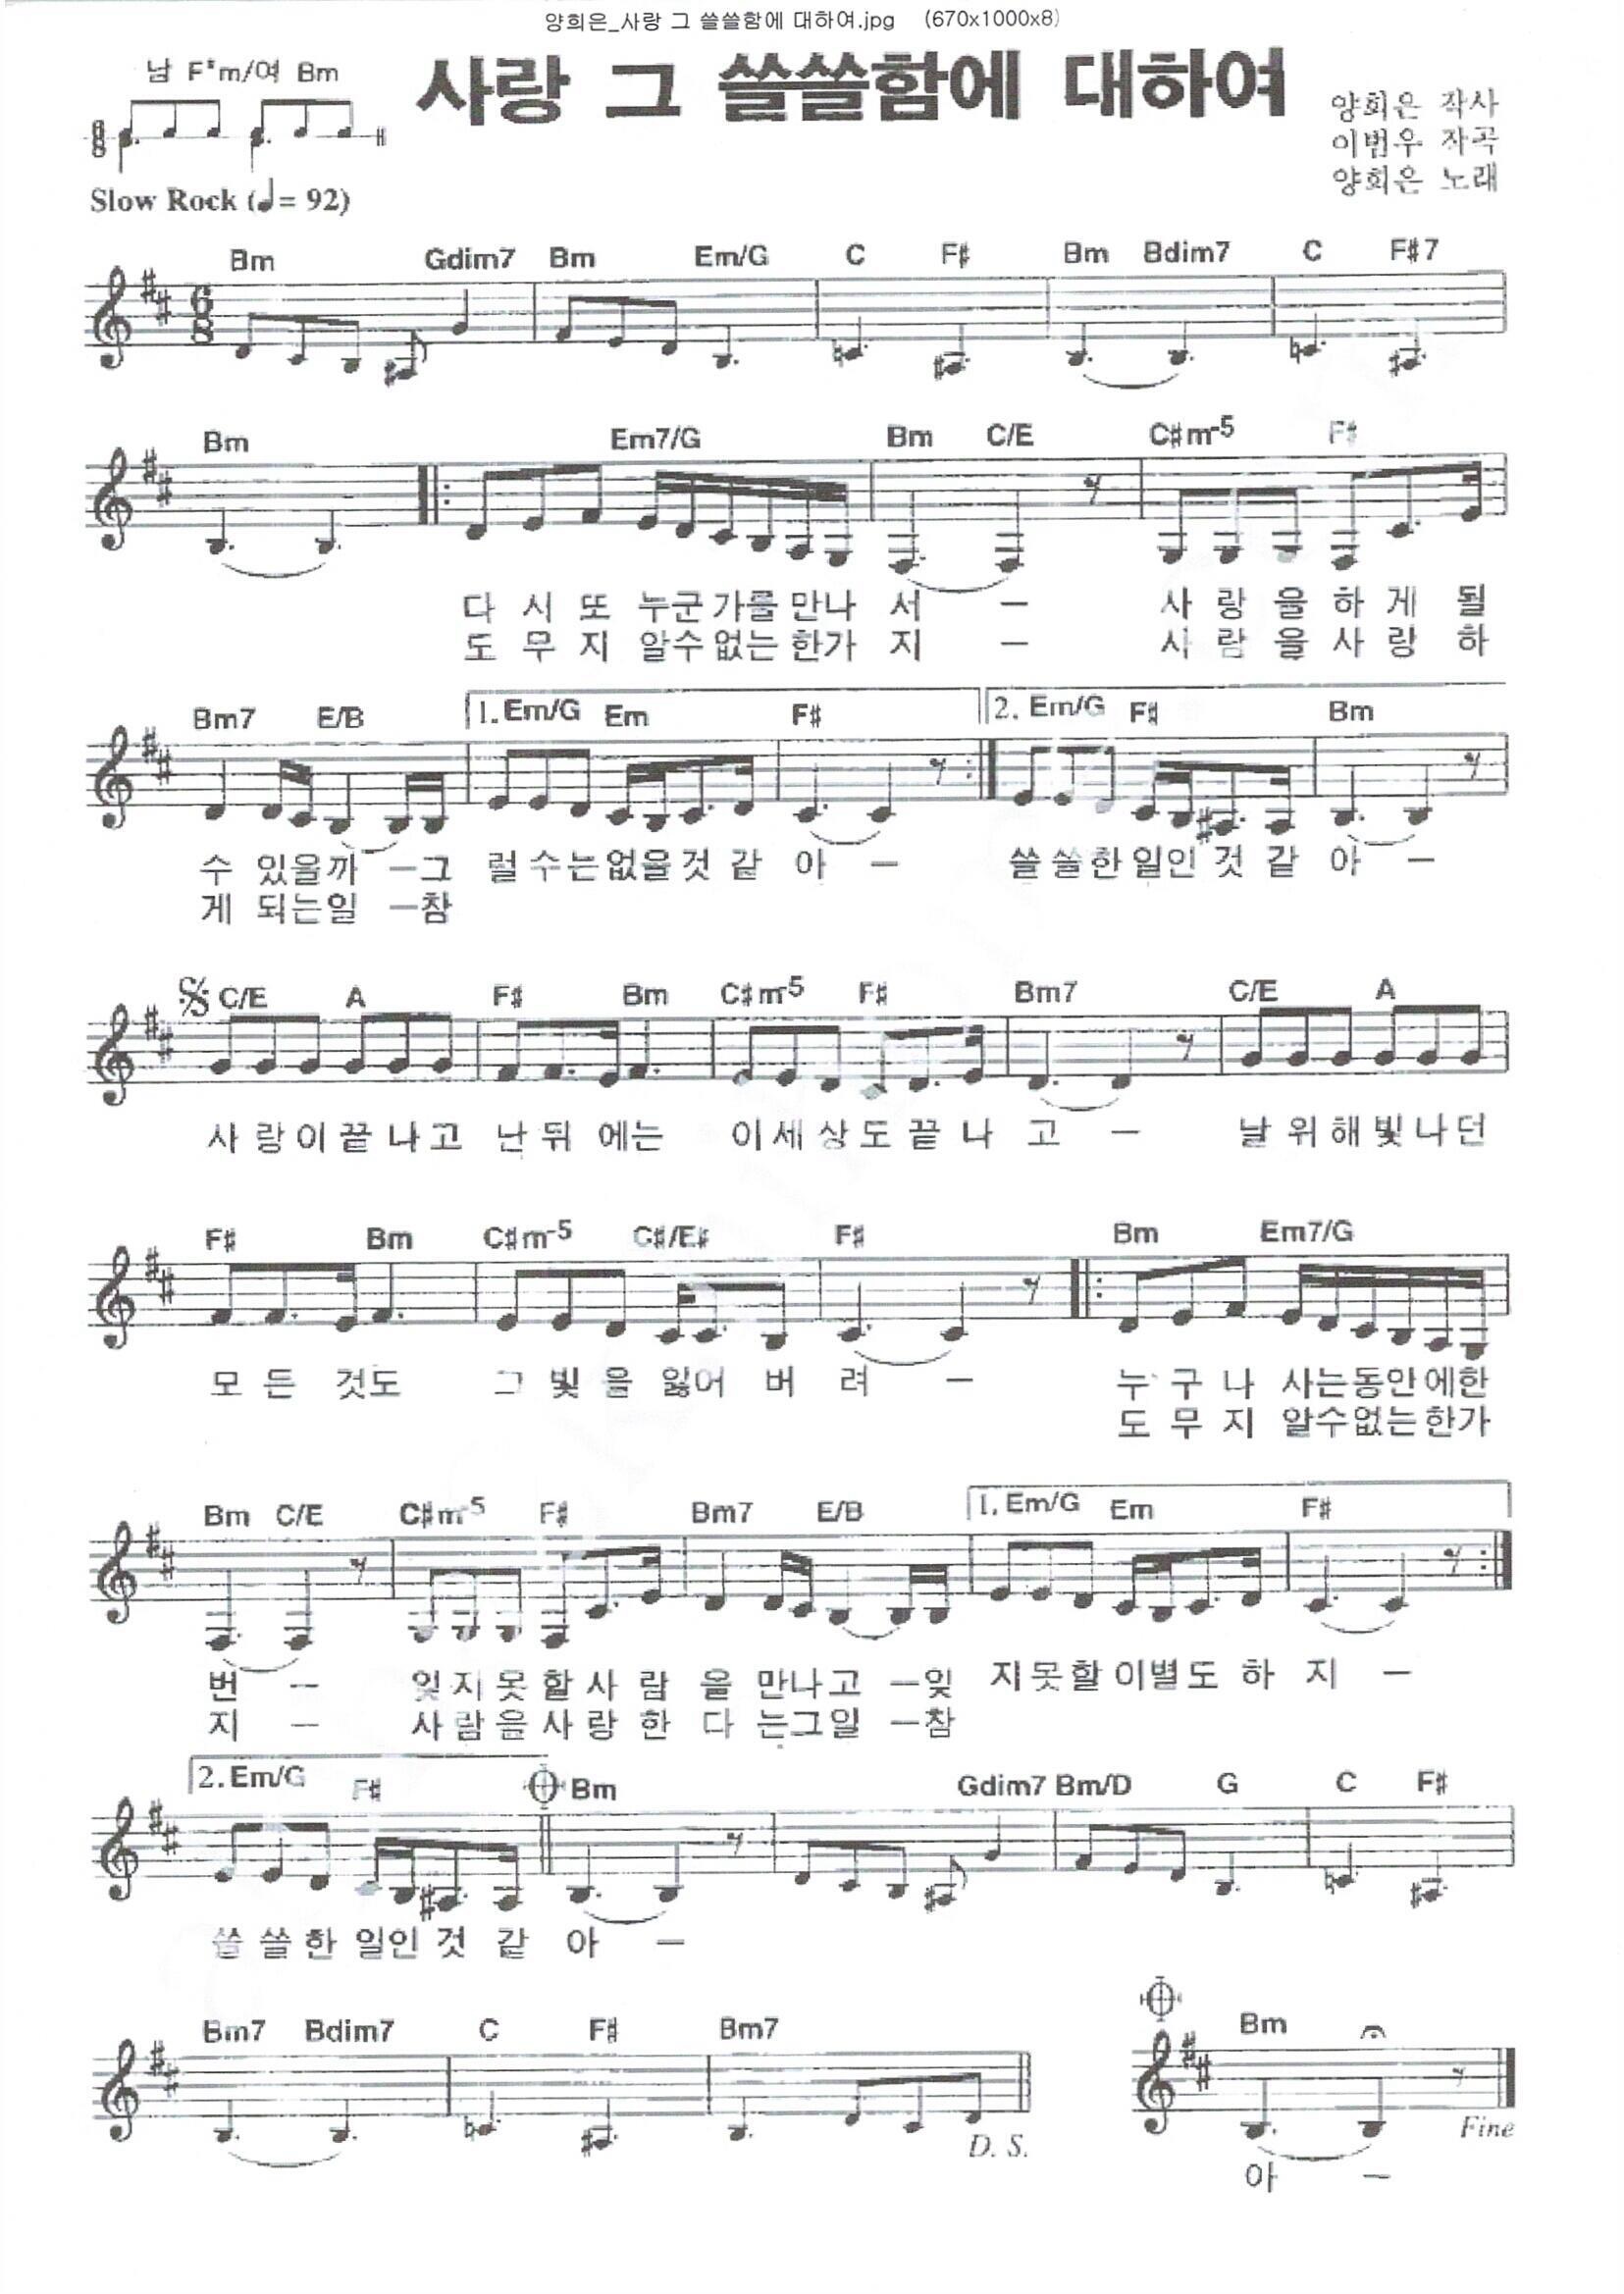 양희은_사랑 그 쓸쓸함에 대하여.jpg (670x1000x8)
남 F#m/여 Bm
사랑 그 쓸쓸함에 대하여
양희은 작사
이범우 작곡
양희은 노래
Slow Rock (♩= 92)
Bm Gdim7 Bm Em/G C F# Bm Bdim7 C F#7
6/8
Bm Em7/G Bm C/E C#m-5 F#
다 시 또 누군가를 만나 서 — 사 랑 을 하 게 될
도 무 지 알수없는 한가 지 — 사 람 을 사 랑 하
Bm7 E/B 1. Em/G Em F# 2. Em/G F# Bm
수 있을까 —그 럴수는없을것 같 아 — 쓸쓸한일인 것 같 아 —
게 되는일 —참
C/E A F# Bm C#m-5 F# Bm7 C/E A
사랑이끝나고 난뒤 에는 이세상도끝 나 고 — 날위해빛나던
F# Bm C#m-5 C#/E# F# Bm Em7/G
모 든 것도 그 빛 을 잃어 버 려 — 누 구 나 사는동안에한
도 무 지 알수없는한가
Bm C/E C#m-5 F# Bm7 E/B 1. Em/G Em F#
번 — 잊지못할사 람 을 만나고 —잊 지못할이별도 하 지 —
지 — 사람을사랑 한 다 는그일 —참
2. Em/G F# Bm Gdim7 Bm/D G C F#
쓸 쓸 한 일인 것 같 아 —
Bm7 Bdim7 C F# Bm7 Bm
D. S. Fine
아 —